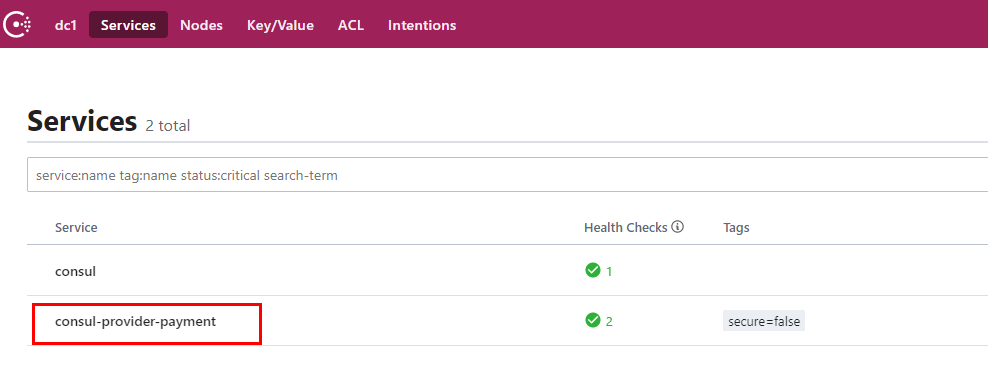 dc1 Services Nodes Key/Value ACL Intentions
Services 2 total
service:name tag:name status:critical search-term
Service Health Checks Tags
consul 1
consul-provider-payment 2 secure=false